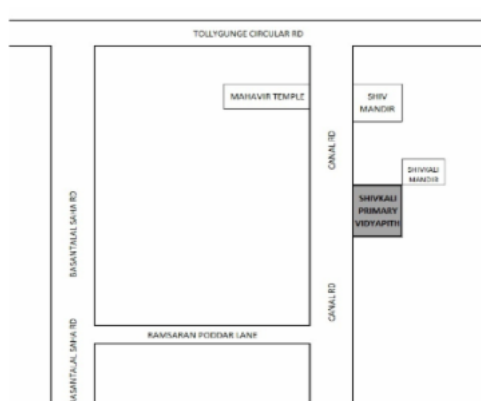 TOLLYGUNGE CIRCULAR RD
MAHAVIR TEMPLE
SHIV
MANDIR
CANAL RD
SHIVKALI
MANDIR
SHIVKALI
PRIMARY
VIDYAPITH
BASANTALAL SAHA RD
CANAL RD
RAMSARAN PODDAR LANE
BASANTALAL SAHA RD